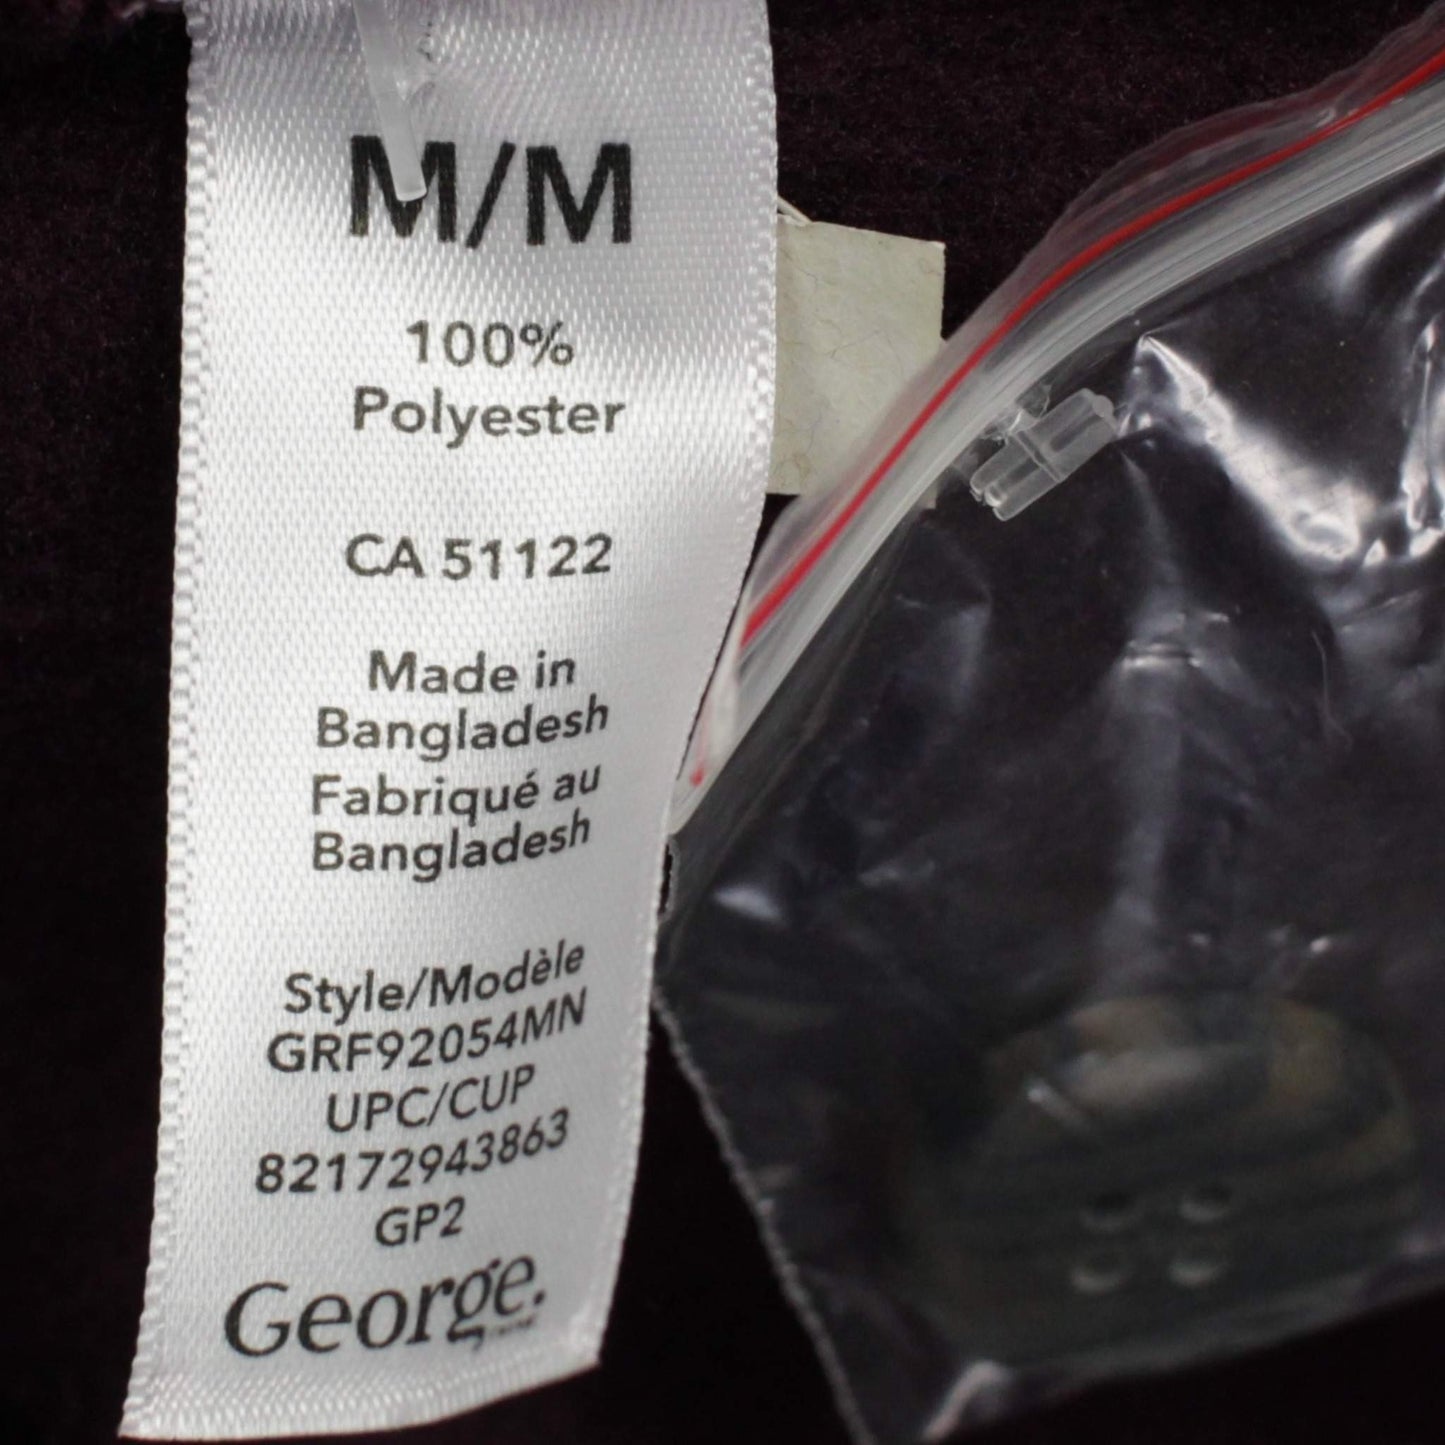 M/M
100%
Polyester
CA 51122
Made in
Bangladesh
Fabriqué au
Bangladesh
Style/Modèle
GRF92054MN
UPC/CUP
82172943863
GP2
George.